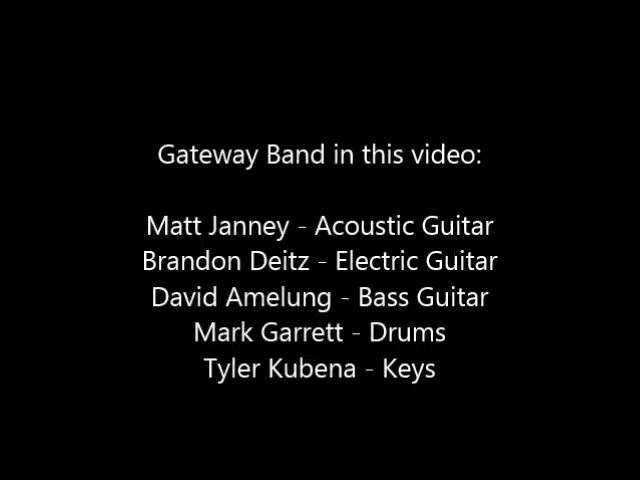 Gateway Band in this video:
Matt Janney - Acoustic Guitar
Brandon Deitz - Electric Guitar
David Amelung - Bass Guitar
Mark Garrett - Drums
Tyler Kubena - Keys